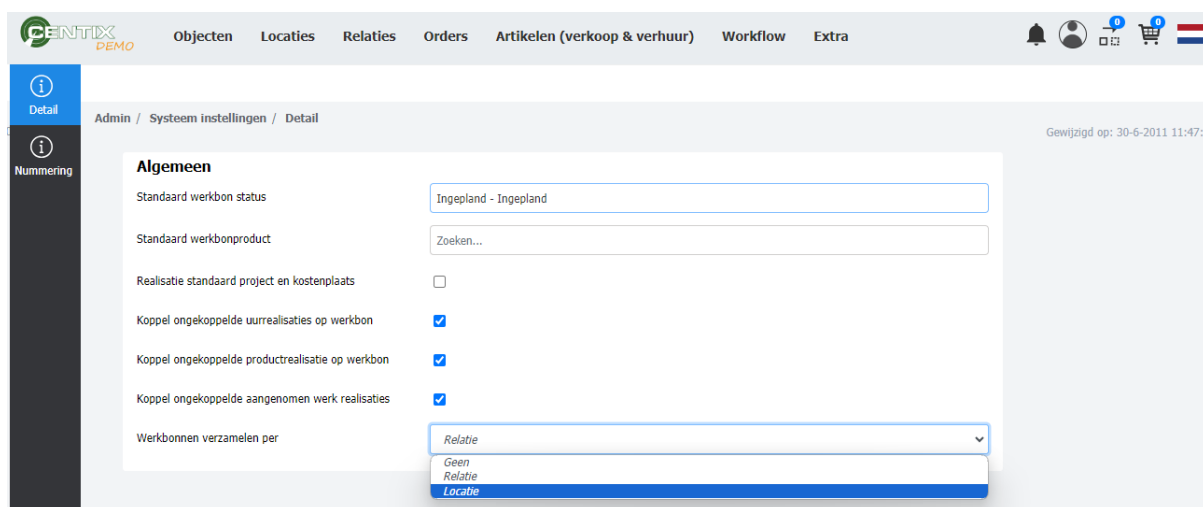 CENTIX
DEMO
Objecten Locaties Relaties Orders Artikelen (verkoop & verhuur) Workflow Extra
0 0
Detail
Admin / Systeem instellingen / Detail
Gewijzigd op: 30-6-2011 11:47:
Nummering
Algemeen
Standaard werkbon status
Ingepland - Ingepland
Standaard werkbonproduct
Zoeken...
Realisatie standaard project en kostenplaats
Koppel ongekoppelde uurrealisaties op werkbon
Koppel ongekoppelde productrealisatie op werkbon
Koppel ongekoppelde aangenomen werk realisaties
Werkbonnen verzamelen per
Relatie
Geen
Relatie
Locatie